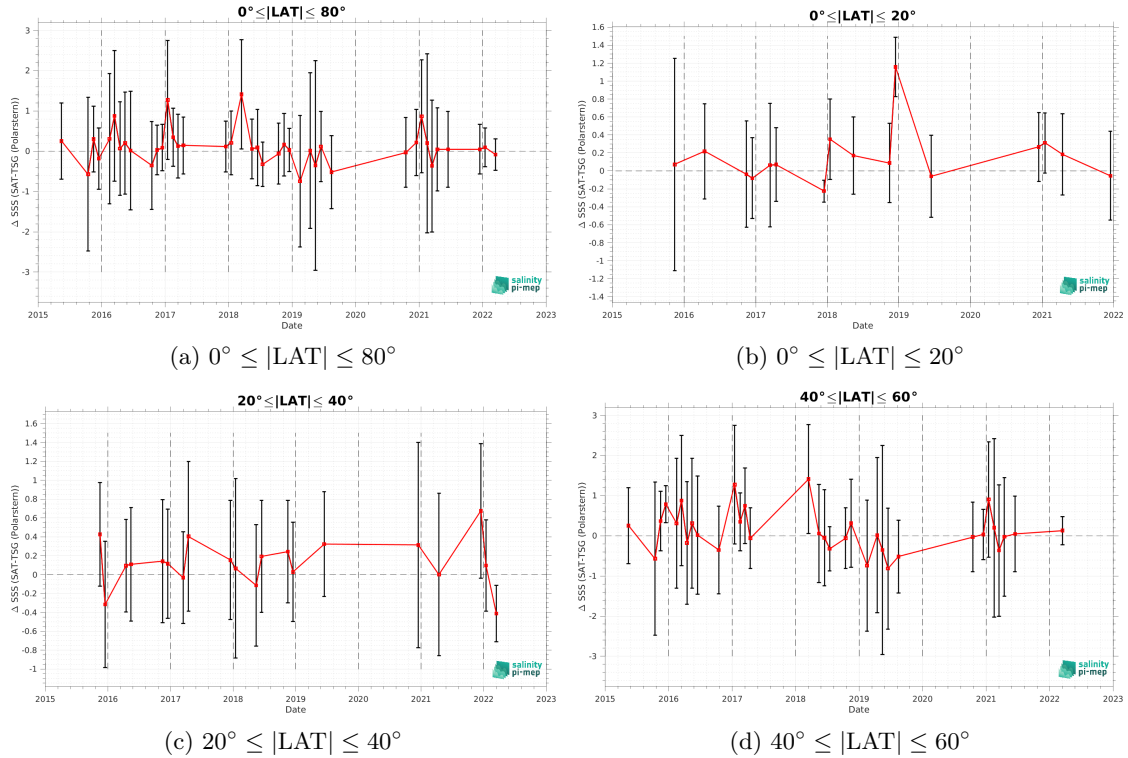 0°≤|LAT|≤ 80°
Δ SSS (SAT-TSG (Polarstern))
3
2
1
0
-1
-2
-3
2015 2016 2017 2018 2019 2020 2021 2022 2023
Date
salinity
pi-mep
(a) 0° ≤ |LAT| ≤ 80°
0°≤|LAT|≤ 20°
Δ SSS (SAT-TSG (Polarstern))
1.6
1.4
1.2
1
0.8
0.6
0.4
0.2
0
-0.2
-0.4
-0.6
-0.8
-1
-1.2
-1.4
2016 2017 2018 2019 2020 2021 2022
Date
salinity
pi-mep
(b) 0° ≤ |LAT| ≤ 20°
20°≤|LAT|≤ 40°
Δ SSS (SAT-TSG (Polarstern))
1.6
1.4
1.2
1
0.8
0.6
0.4
0.2
0
-0.2
-0.4
-0.6
-0.8
-1
2015 2016 2017 2018 2019 2020 2021 2022 2023
Date
salinity
pi-mep
(c) 20° ≤ |LAT| ≤ 40°
40°≤|LAT|≤ 60°
Δ SSS (SAT-TSG (Polarstern))
3
2
1
0
-1
-2
-3
2015 2016 2017 2018 2019 2020 2021 2022 2023
Date
salinity
pi-mep
(d) 40° ≤ |LAT| ≤ 60°